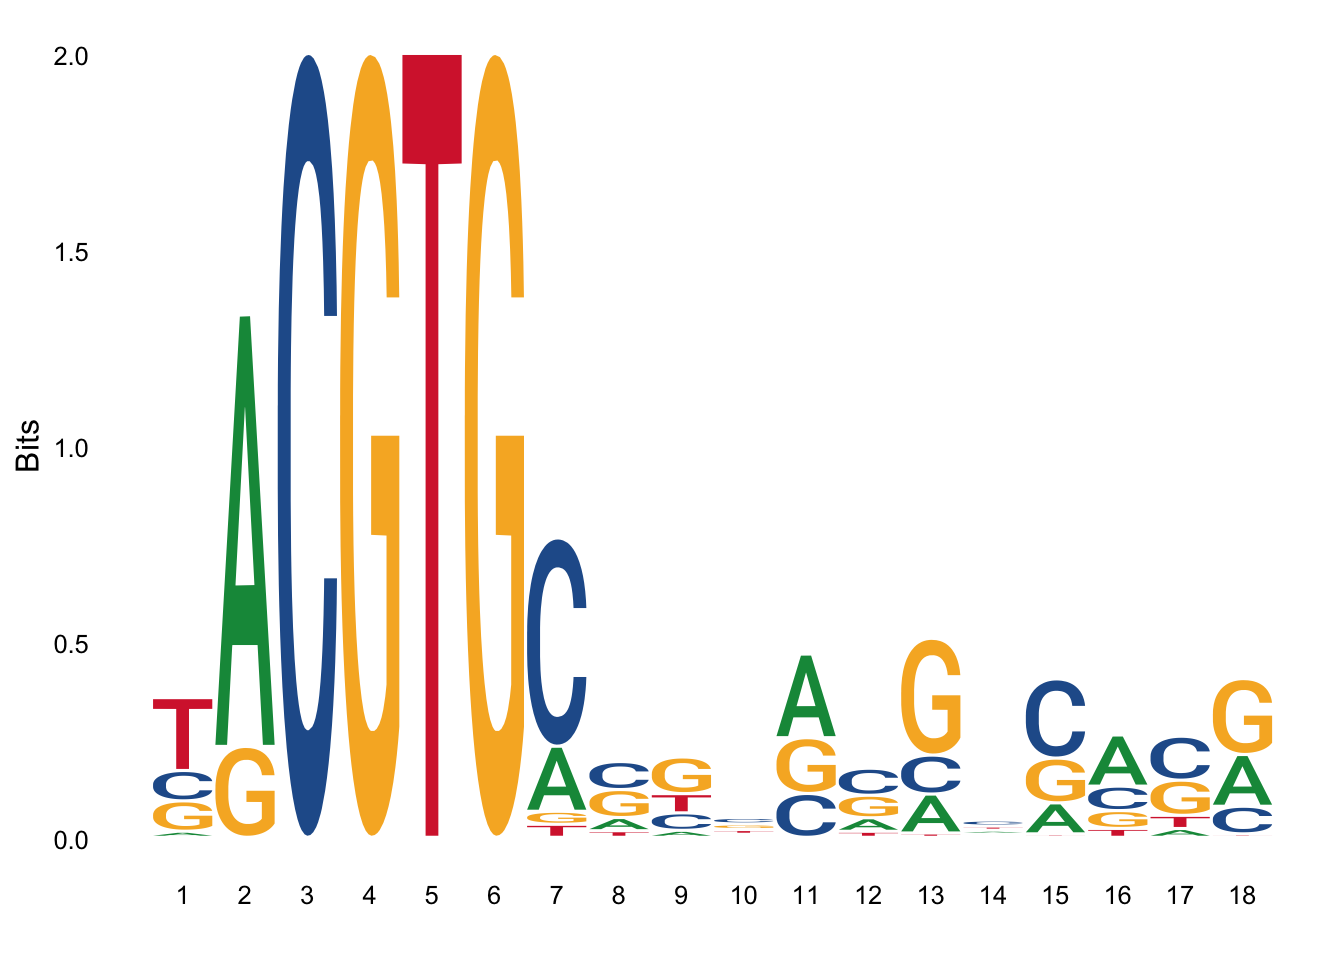 2.0
1.5
1.0
0.5
0.0
Bits
T C G A
A G
C
G
T
G
C A G T
C G A T
G T C A
C G T
A G C
C G A T
G C A T
C T A
C G A
A C G T
C G T A
G A C
1 2 3 4 5 6 7 8 9 10 11 12 13 14 15 16 17 18